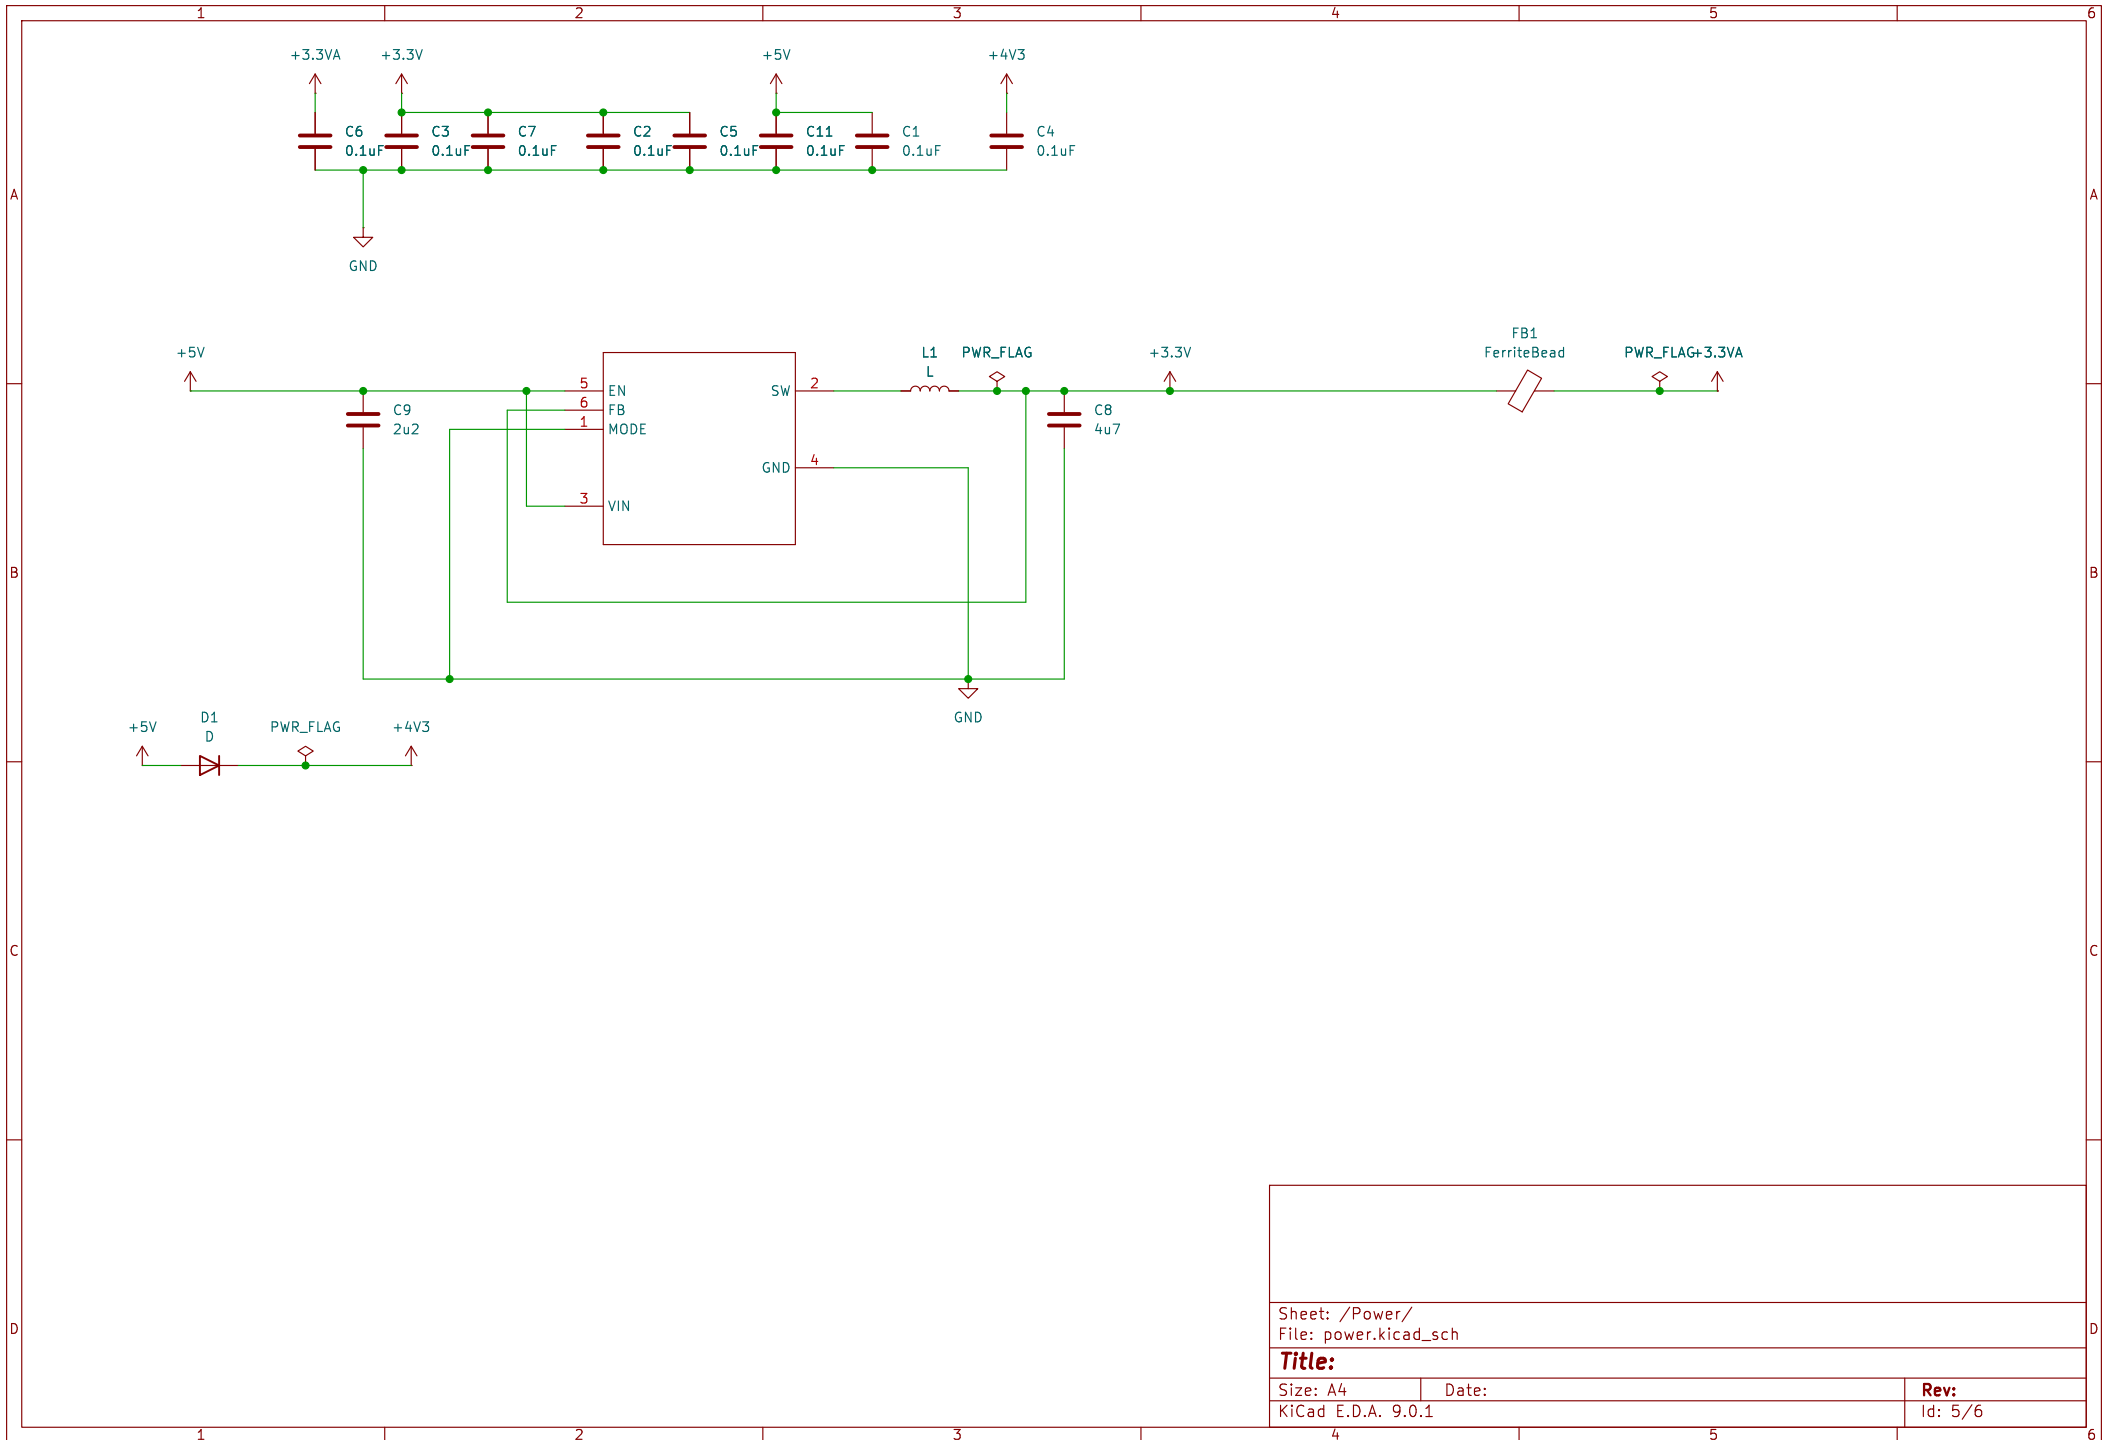 1 2 3 4 5 6
+3.3VA +3.3V +5V +4V3
C6 C3 C7 C2 C5 C11 C1 C4
0.1uF 0.1uF 0.1uF 0.1uF 0.1uF 0.1uF 0.1uF 0.1uF
A A
GND
FB1
+5V L1 PWR_FLAG +3.3V FerriteBead PWR_FLAG +3.3VA
L
5 EN SW 2
C9 6 FB C8
2u2 1 MODE 4u7
GND 4
3 VIN
B B
D1 GND
+5V PWR_FLAG +4V3
D
C C
Sheet: /Power/
D D
File: power.kicad_sch
Title:
Size: A4 Date: Rev:
KiCad E.D.A. 9.0.1 Id: 5/6
1 2 3 4 5 6